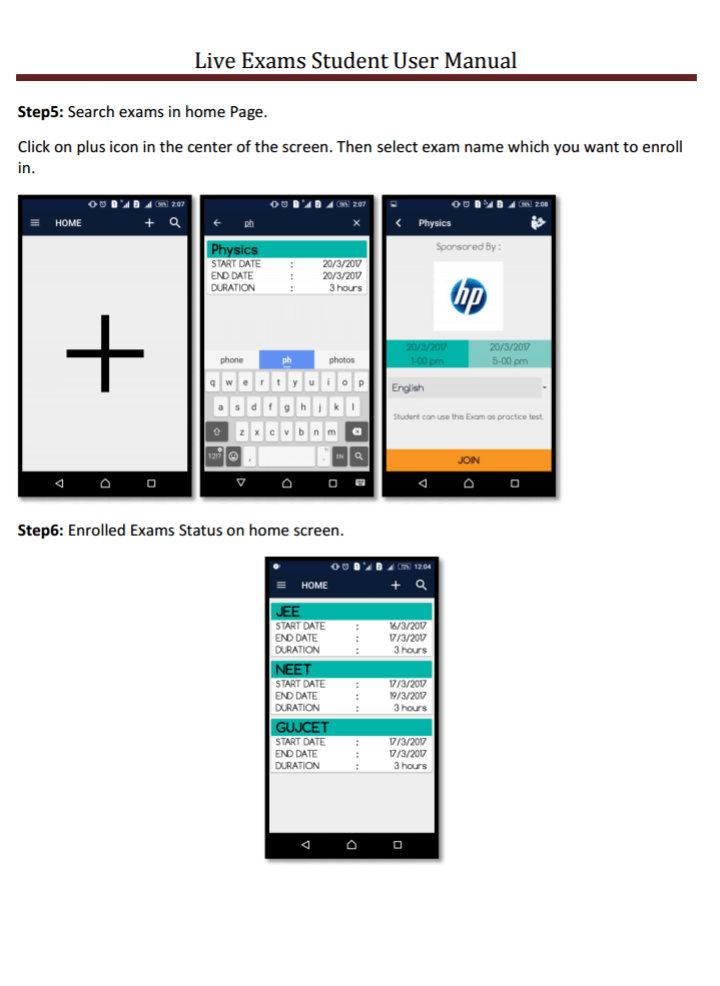 Live Exams Student User Manual
Step5: Search exams in home Page.
Click on plus icon in the center of the screen. Then select exam name which you want to enroll
in.
2:07
HOME
2:07
ph
Physics
START DATE : 20/3/2017
END DATE : 20/3/2017
DURATION : 3 hours
phone ph photos
q w e r t y u i o p
a s d f g h j k l
z x c v b n m
12!?
, . EN
2:08
Physics
Sponsored By :
hp
20/3/2017 20/3/2017
1-00 pm 5-00 pm
English
Student can use this Exam as practice test.
JOIN
Step6: Enrolled Exams Status on home screen.
12:04
HOME
JEE
START DATE : 16/3/2017
END DATE : 17/3/2017
DURATION : 3 hours
NEET
START DATE : 17/3/2017
END DATE : 19/3/2017
DURATION : 3 hours
GUJCET
START DATE : 17/3/2017
END DATE : 17/3/2017
DURATION : 3 hours